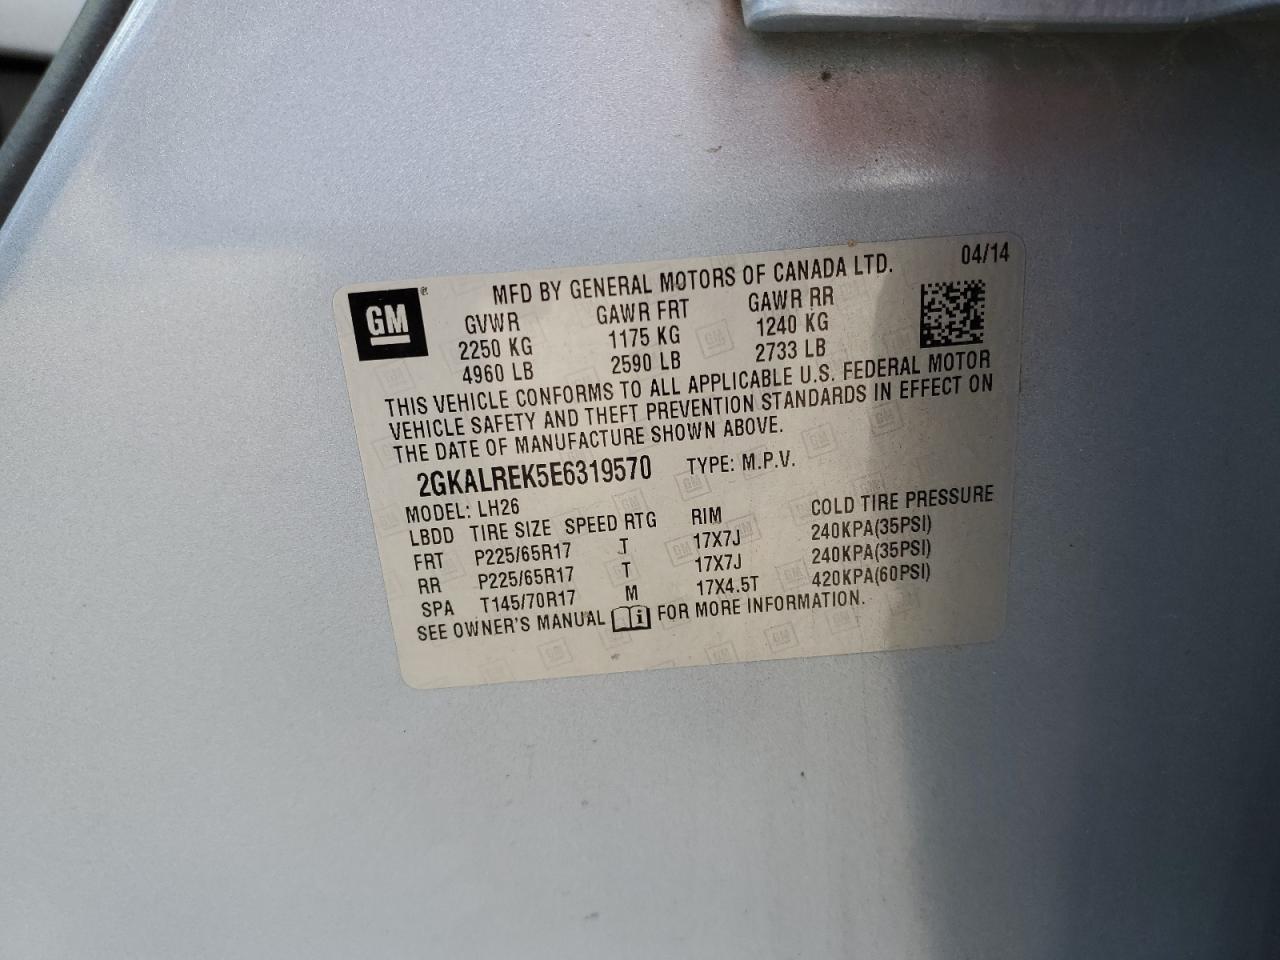 GM®
MFD BY GENERAL MOTORS OF CANADA LTD. 04/14
GVWR GAWR FRT GAWR RR
2250 KG 1175 KG 1240 KG
4960 LB 2590 LB 2733 LB
THIS VEHICLE CONFORMS TO ALL APPLICABLE U.S. FEDERAL MOTOR
VEHICLE SAFETY AND THEFT PREVENTION STANDARDS IN EFFECT ON
THE DATE OF MANUFACTURE SHOWN ABOVE.
2GKALREK5E6319570 TYPE: M.P.V.
MODEL: LH26
LBDD TIRE SIZE SPEED RTG RIM COLD TIRE PRESSURE
FRT P225/65R17 T 17X7J 240KPA(35PSI)
RR P225/65R17 T 17X7J 240KPA(35PSI)
SPA T145/70R17 M 17X4.5T 420KPA(60PSI)
SEE OWNER'S MANUAL i FOR MORE INFORMATION.